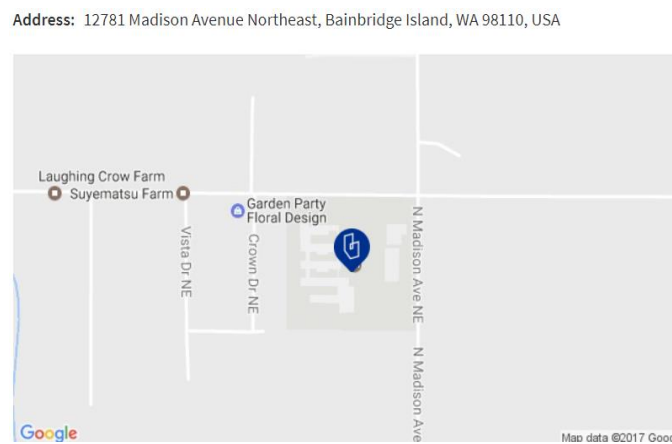 Address: 12781 Madison Avenue Northeast, Bainbridge Island, WA 98110, USA
Laughing Crow Farm
Suyematsu Farm
Garden Party
Floral Design
Vista Dr NE
Crown Dr NE
N Madison Ave NE
N Madison Ave
Google
Map data ©2017